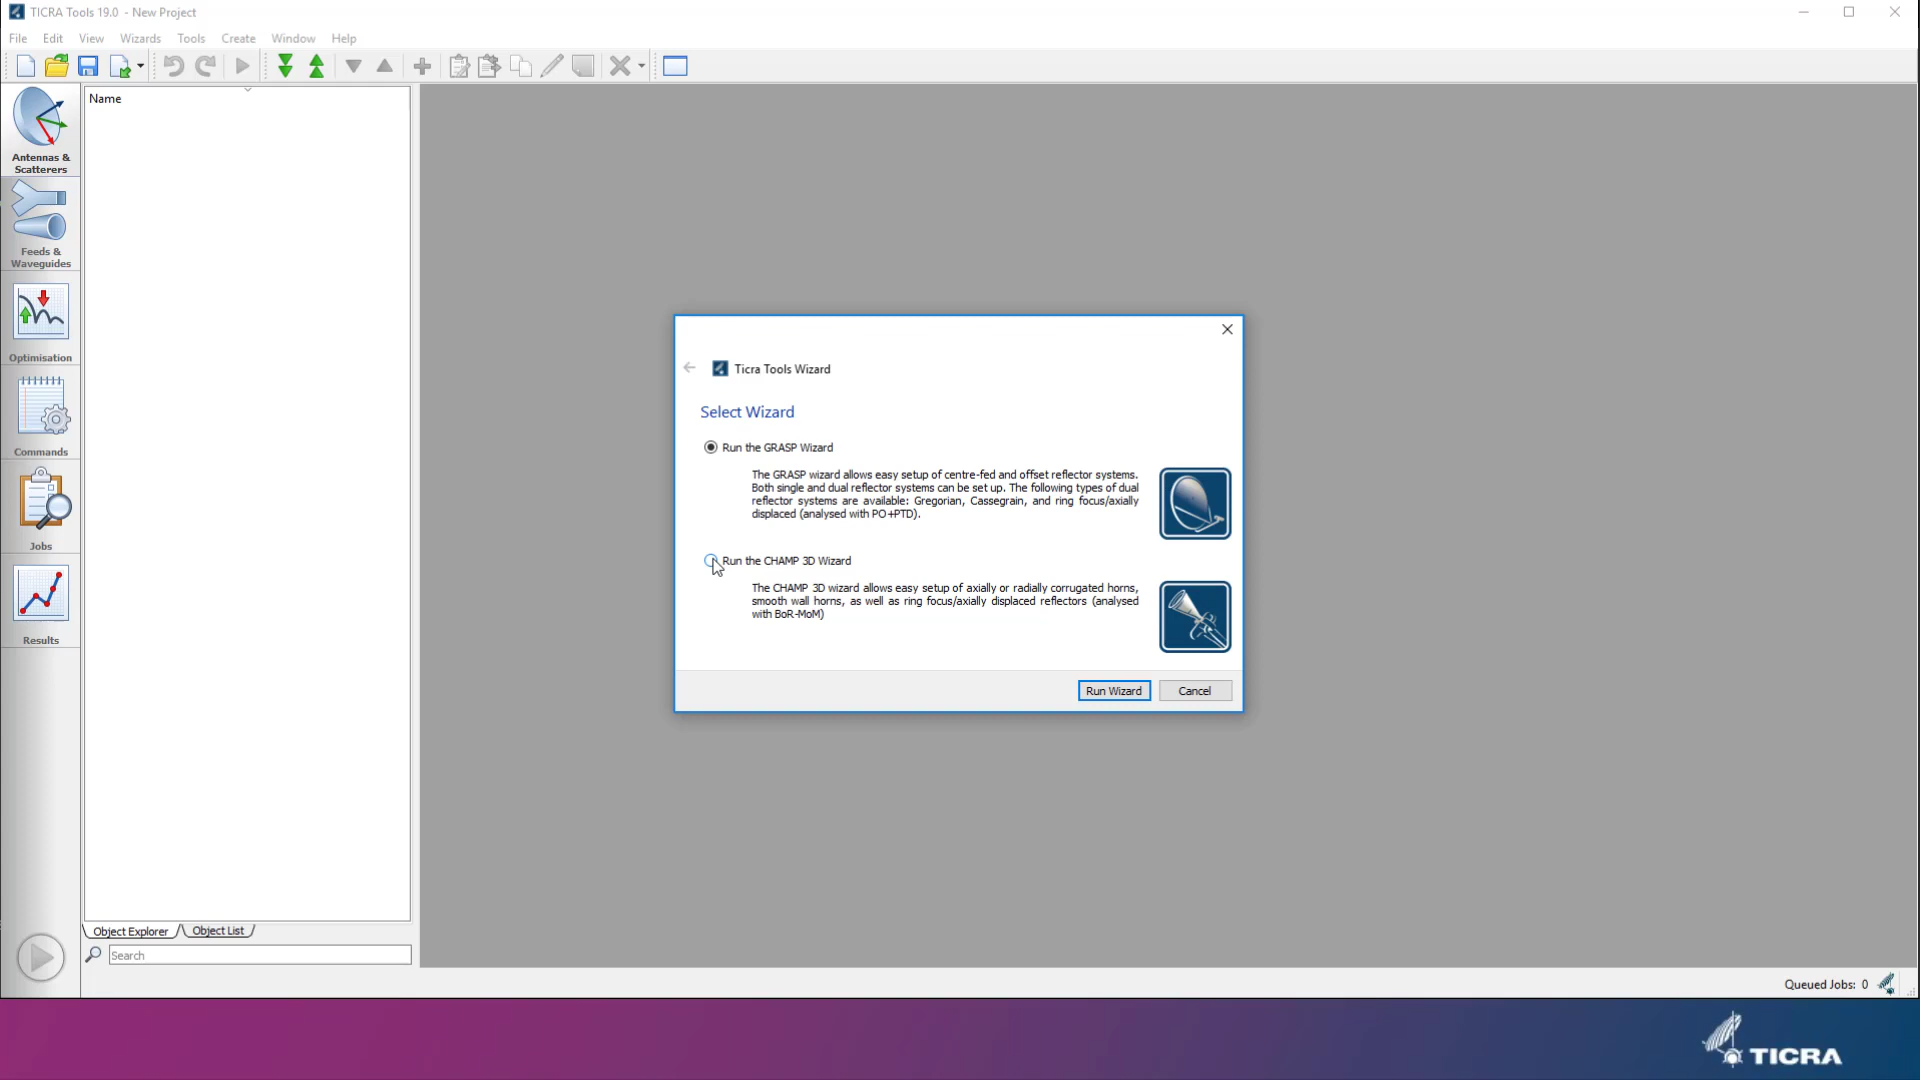 TICRA Tools 19.0 - New Project
File Edit View Wizards Tools Create Window Help
Name
Antennas &
Scatterers
Feeds &
Waveguides
Optimisation
Commands
Jobs
Results
Ticra Tools Wizard
Select Wizard
Run the GRASP Wizard
The GRASP wizard allows easy setup of centre-fed and offset reflector systems.
Both single and dual reflector systems can be set up. The following types of dual
reflector systems are available: Gregorian, Cassegrain, and ring focus/axially
displaced (analysed with PO+PTD).
Run the CHAMP 3D Wizard
The CHAMP 3D wizard allows easy setup of axially or radially corrugated horns,
smooth wall horns, as well as ring focus/axially displaced reflectors (analysed
with BoR-MoM)
Run Wizard Cancel
Object Explorer Object List
Search
Queued Jobs: 0
TICRA